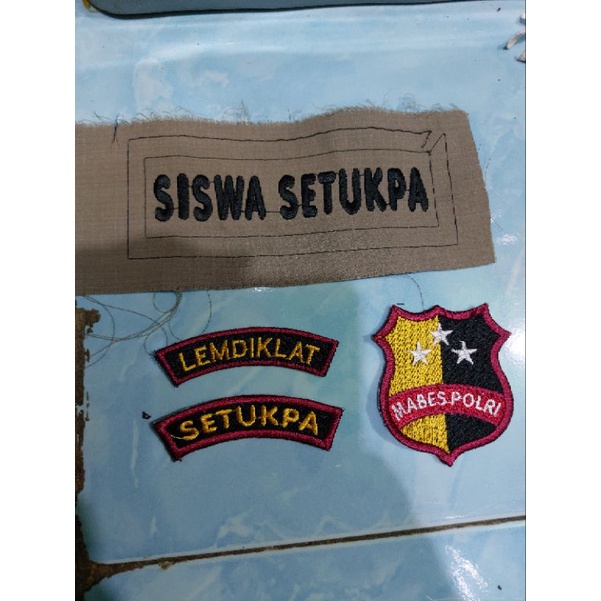 SISWA SETUKPA
LEMDIKLAT
SETUKPA
MABES POLRI